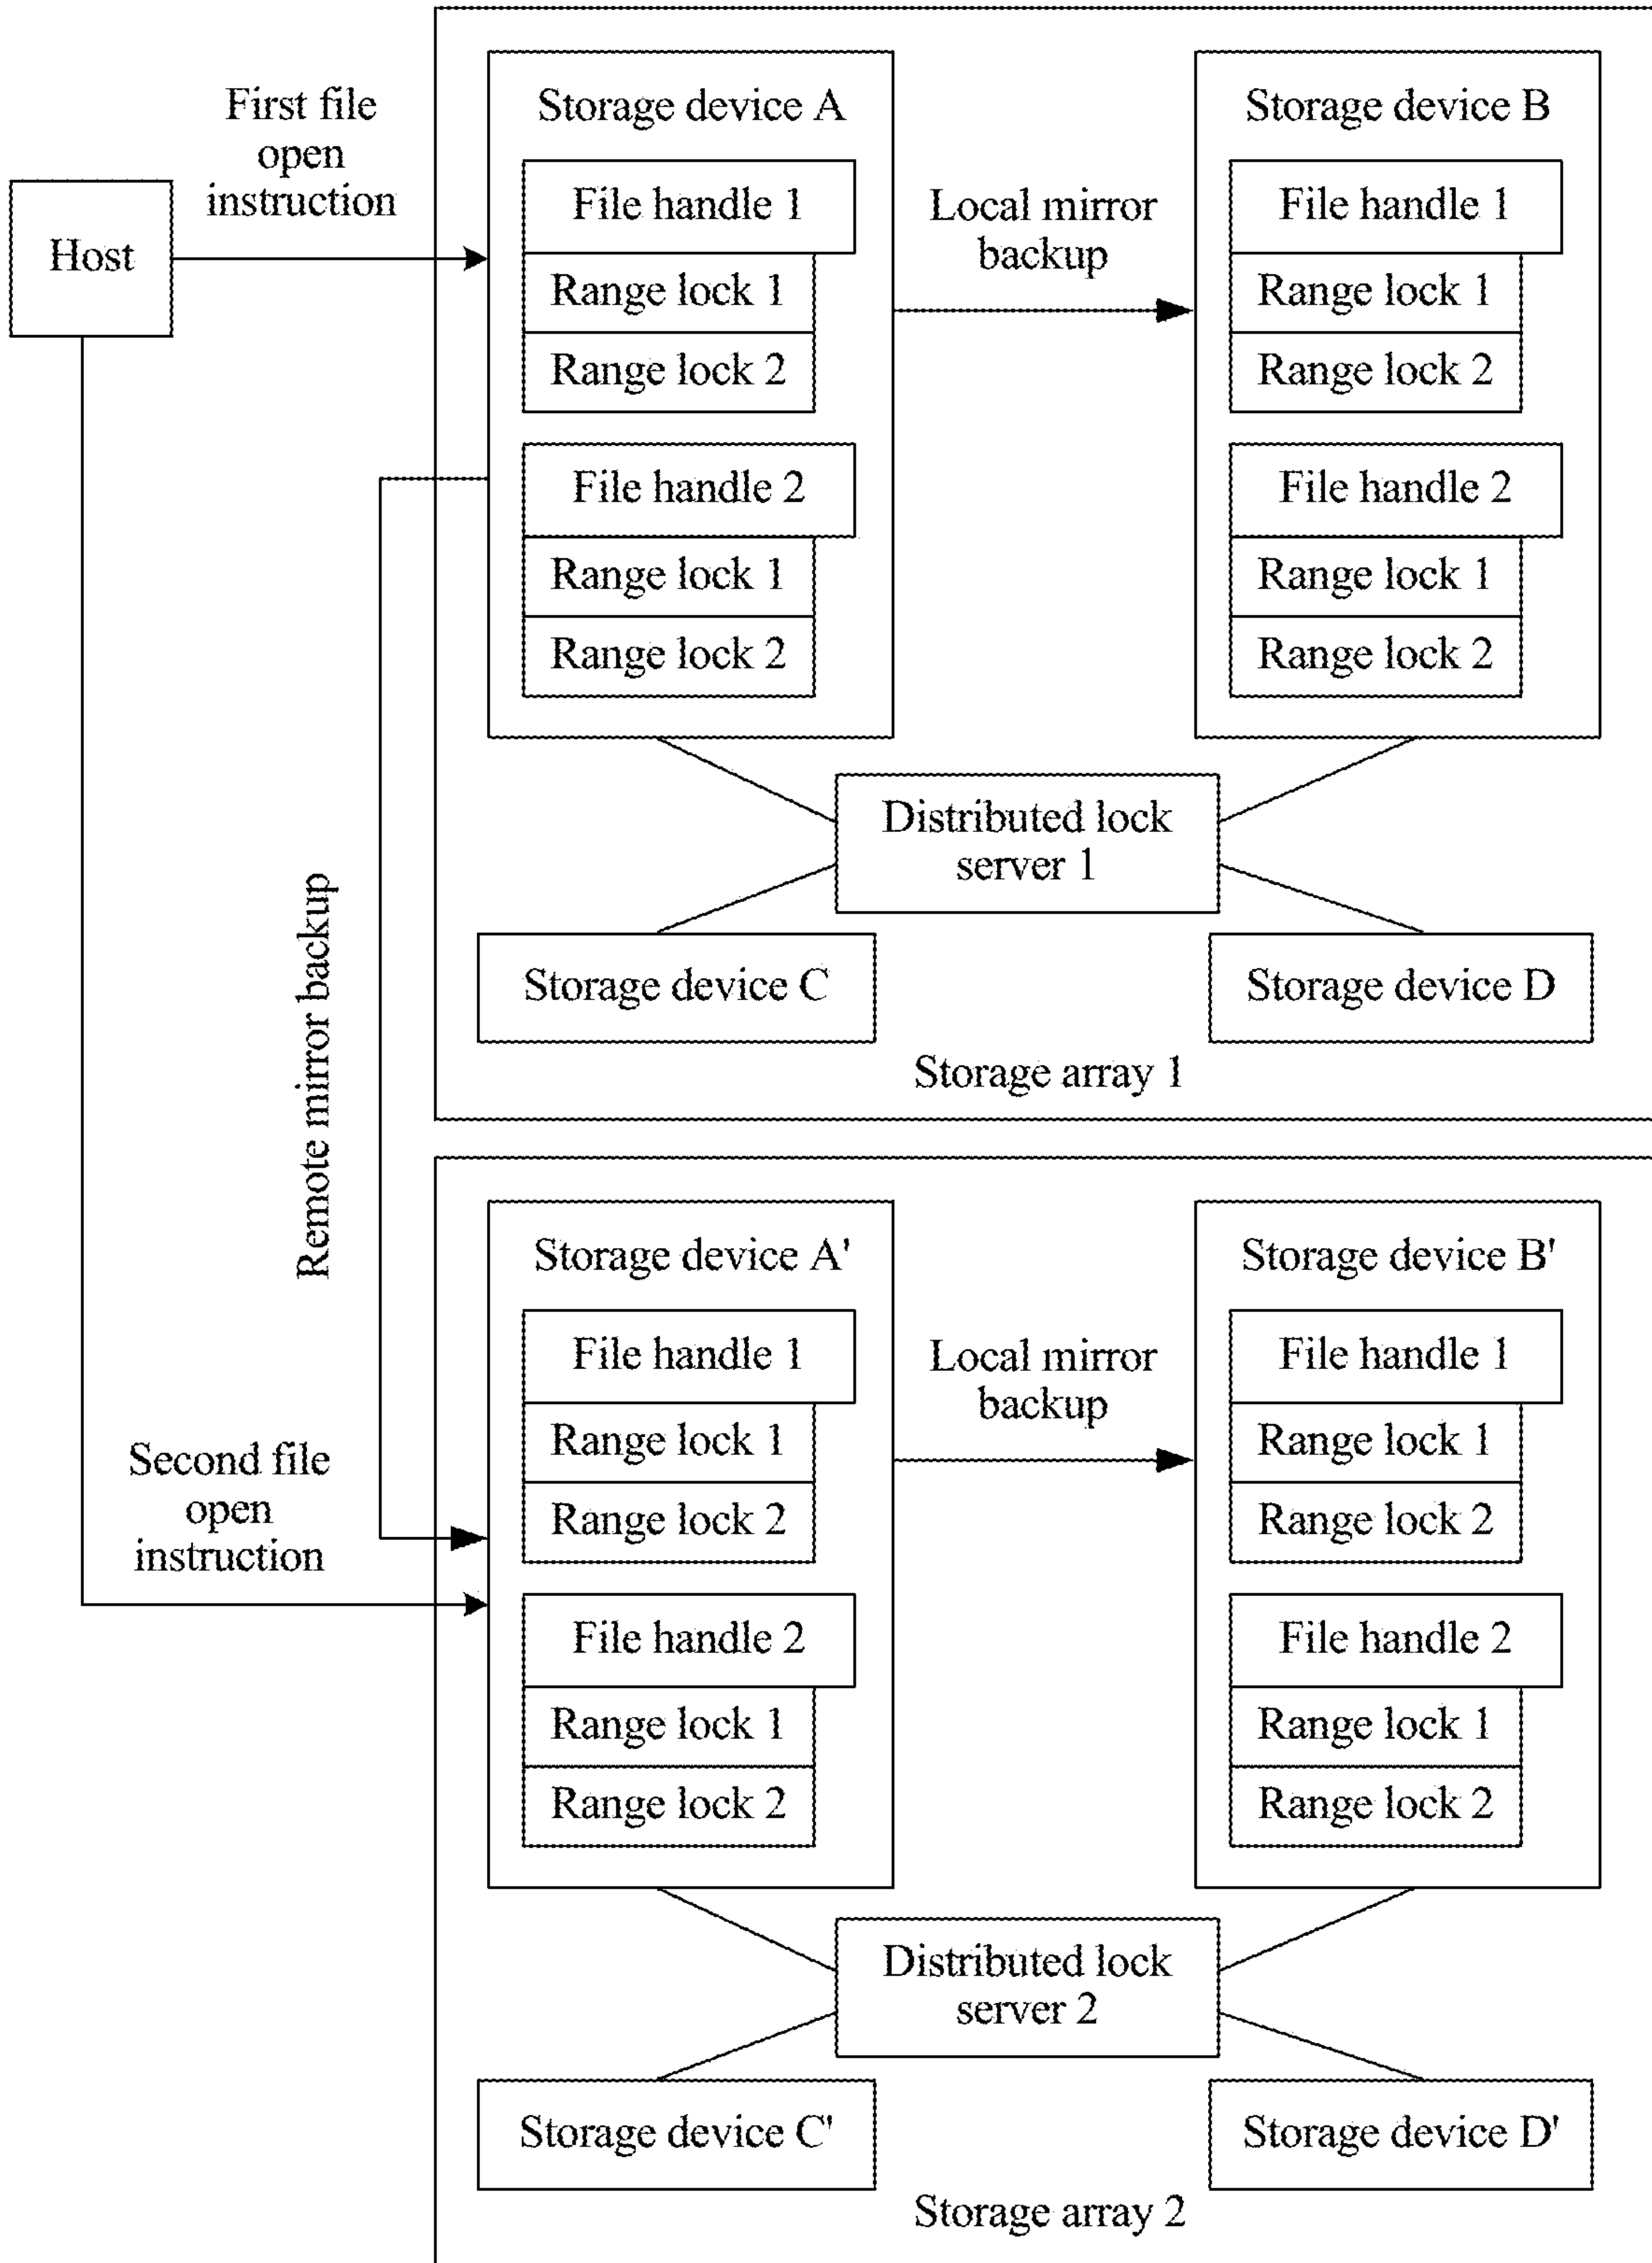 First file
open
instruction
Host
Storage device A
File handle 1
Range lock 1
Range lock 2
File handle 2
Range lock 1
Range lock 2
Local mirror
backup
Storage device B
File handle 1
Range lock 1
Range lock 2
File handle 2
Range lock 1
Range lock 2
Distributed lock
server 1
Storage device C
Storage device D
Storage array 1
Remote mirror backup
Second file
open
instruction
Storage device A'
File handle 1
Range lock 1
Range lock 2
File handle 2
Range lock 1
Range lock 2
Local mirror
backup
Storage device B'
File handle 1
Range lock 1
Range lock 2
File handle 2
Range lock 1
Range lock 2
Distributed lock
server 2
Storage device C'
Storage device D'
Storage array 2